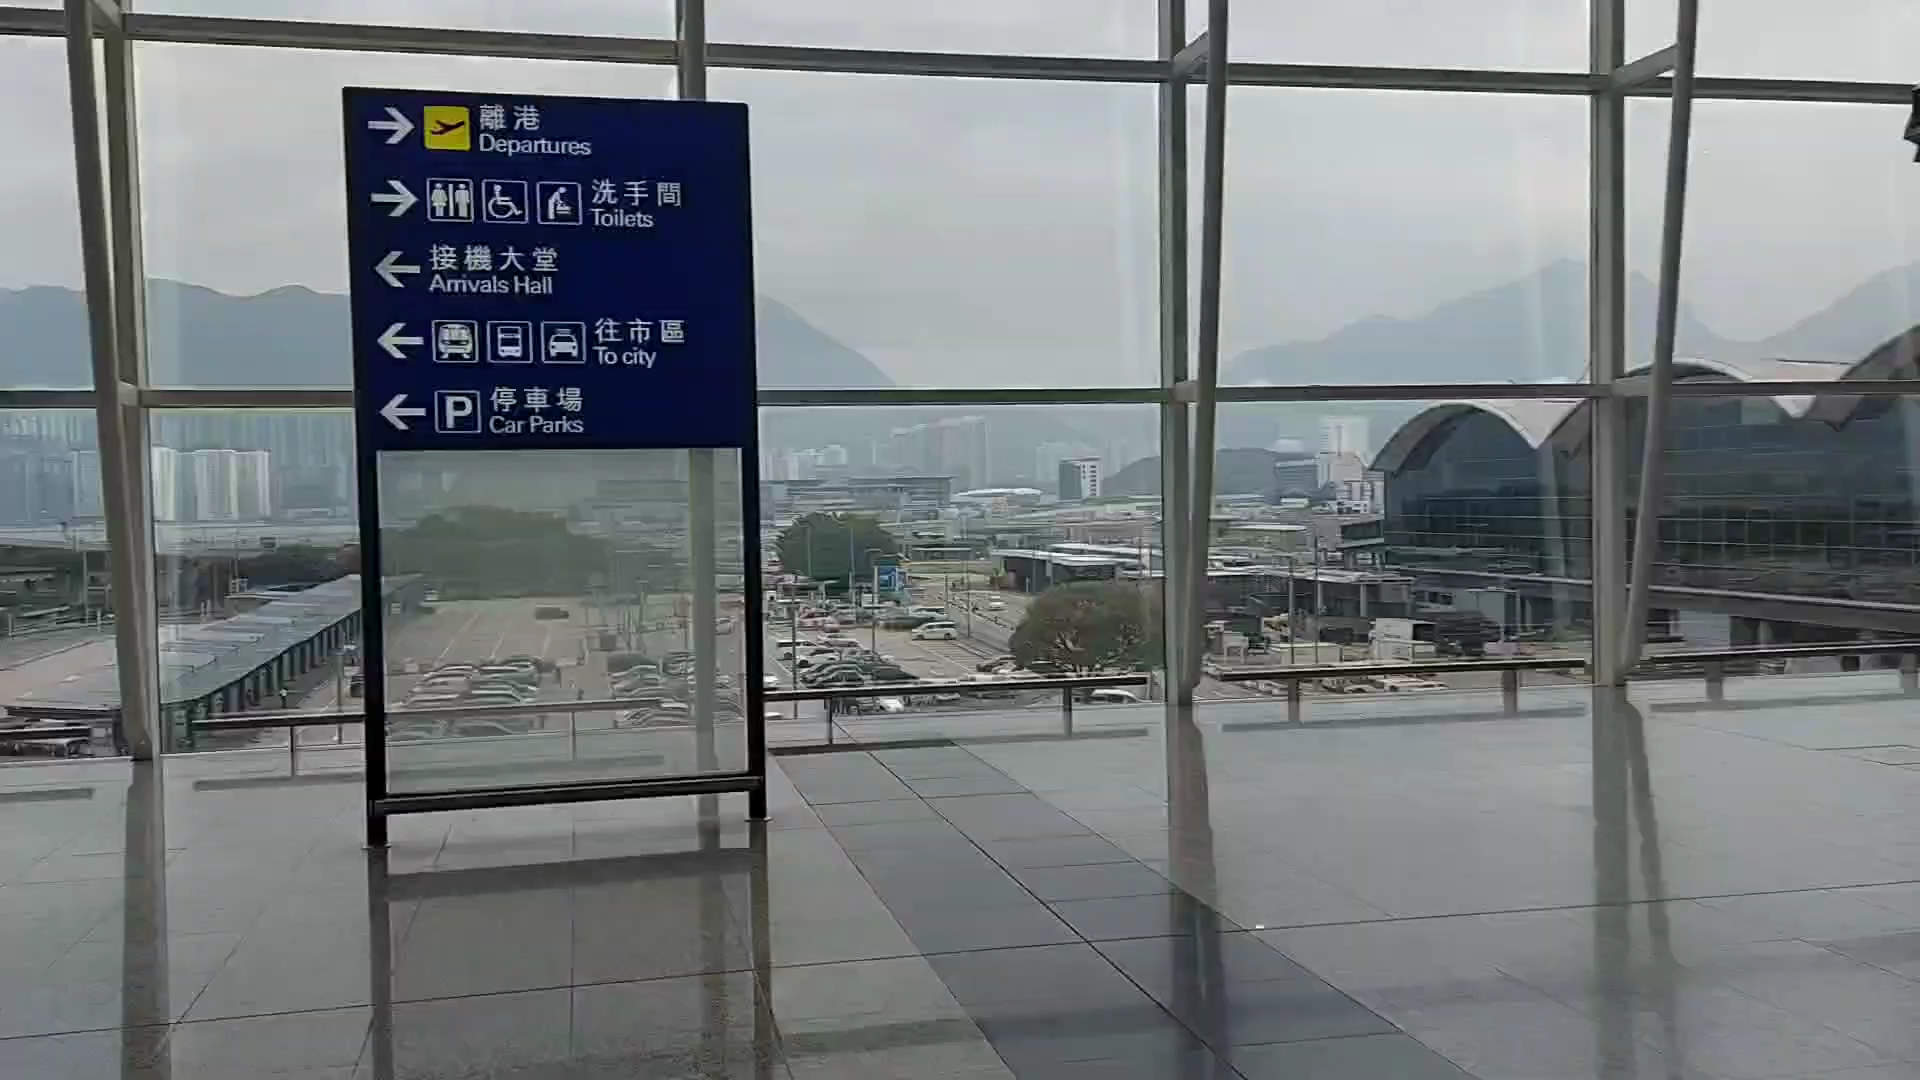 離港
Departures
洗手間
Toilets
接機大堂
Arrivals Hall
往市區
To city
P 停車場
Car Parks